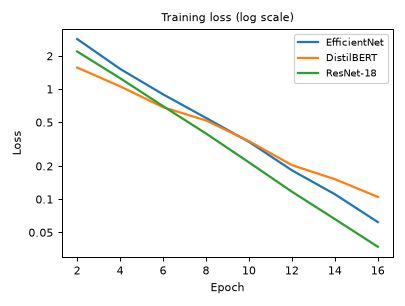 Training loss (log scale)
EfficientNet
DistilBERT
ResNet-18
Loss
2
1
0.5
0.2
0.1
0.05
2 4 6 8 10 12 14 16
Epoch